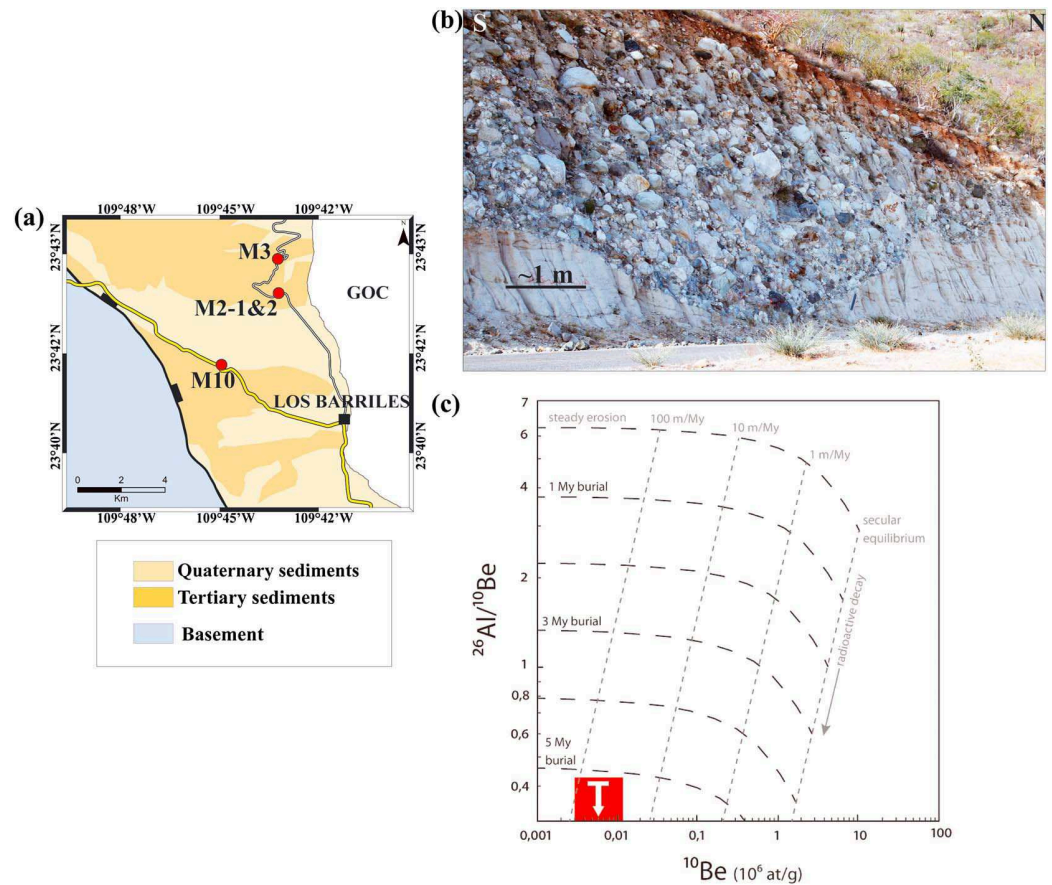 (a)
109°48'W 109°45'W 109°42'W
23°43'N
23°42'N
23°40'N
N
M3
M2-1&2
GOC
M10
LOS BARRILES
0 2 4
Km
23°43'N
23°42'N
23°40'N
109°48'W 109°45'W 109°42'W
Quaternary sediments
Tertiary sediments
Basement
(b)
S N
~1 m
(c)
²⁶Al/¹⁰Be
7
6
4
2
1
0,8
0,6
0,4
steady erosion
100 m/My
10 m/My
1 m/My
1 My burial
secular
equilibrium
radioactive decay
3 My burial
5 My
burial
0,001 0,01 0,1 1 10 100
¹⁰Be (10⁶ at/g)